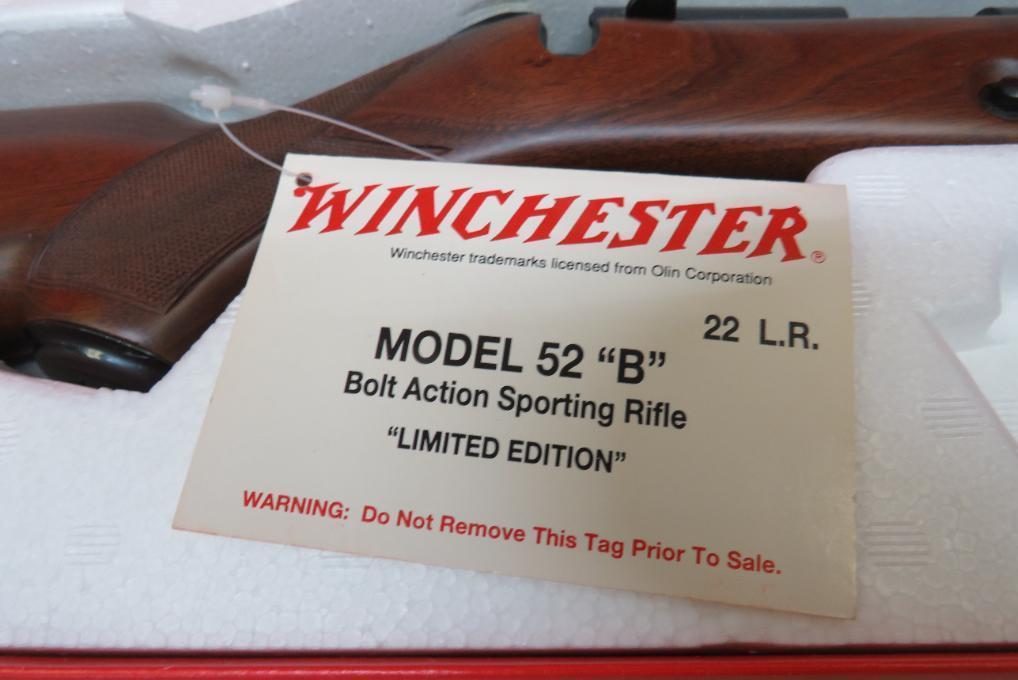 WINCHESTER®
Winchester trademarks licensed from Olin Corporation
22 L.R.
MODEL 52 “B”
Bolt Action Sporting Rifle
“LIMITED EDITION”
WARNING: Do Not Remove This Tag Prior To Sale.